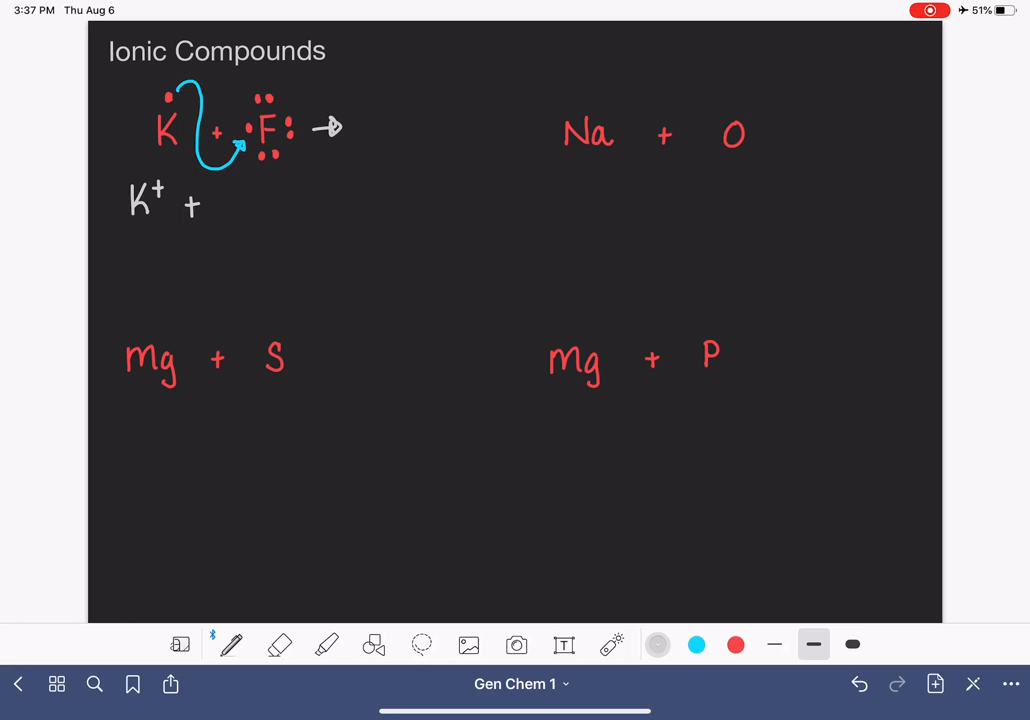 3:37 PM Thu Aug 6
51%
Ionic Compounds
K + F →
Na + O
K⁺ +
Mg + S
Mg + P
T
Gen Chem 1